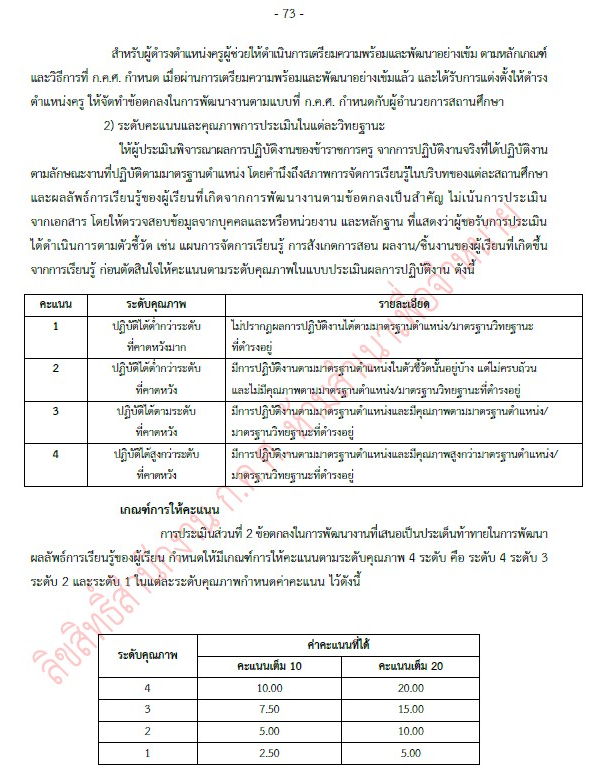 - 73 -
สำหรับผู้ดำรงตำแหน่งครูผู้ช่วยให้ดำเนินการเตรียมความพร้อมและพัฒนาอย่างเข้ม ตามหลักเกณฑ์
และวิธีการที่ ก.ค.ศ. กำหนด เมื่อผ่านการเตรียมความพร้อมและพัฒนาอย่างเข้มแล้ว และได้รับการแต่งตั้งให้ดำรง
ตำแหน่งครู ให้จัดทำข้อตกลงในการพัฒนางานตามแบบที่ ก.ค.ศ. กำหนดกับผู้อำนวยการสถานศึกษา
2) ระดับคะแนนและคุณภาพการประเมินในแต่ละวิทยฐานะ
ให้ผู้ประเมินพิจารณาผลการปฏิบัติงานของข้าราชการครู จากการปฏิบัติงานจริงที่ได้ปฏิบัติงาน
ตามลักษณะงานที่ปฏิบัติตามมาตรฐานตำแหน่ง โดยคำนึงถึงสภาพการจัดการเรียนรู้ในบริบทของแต่ละสถานศึกษา
และผลลัพธ์การเรียนรู้ของผู้เรียนที่เกิดจากการพัฒนางานตามข้อตกลงเป็นสำคัญ ไม่เน้นการประเมิน
จากเอกสาร โดยให้ตรวจสอบข้อมูลจากบุคคลและหรือหน่วยงาน และหลักฐาน ที่แสดงว่าผู้ขอรับการประเมิน
ได้ดำเนินการตามตัวชี้วัด เช่น แผนการจัดการเรียนรู้ การสังเกตการสอน ผลงาน/ชิ้นงานของผู้เรียนที่เกิดขึ้น
จากการเรียนรู้ ก่อนตัดสินใจให้คะแนนตามระดับคุณภาพในแบบประเมินผลการปฏิบัติงาน ดังนี้
คะแนน ระดับคุณภาพ รายละเอียด
1 ปฏิบัติได้ต่ำกว่าระดับ ไม่ปรากฏผลการปฏิบัติงานได้ตามมาตรฐานตำแหน่ง/มาตรฐานวิทยฐานะ
ที่คาดหวังมาก ที่ดำรงอยู่
2 ปฏิบัติได้ต่ำกว่าระดับ มีการปฏิบัติงานตามมาตรฐานตำแหน่งในตัวชี้วัดนั้นอยู่บ้าง แต่ไม่ครบถ้วน
ที่คาดหวัง และไม่มีคุณภาพตามมาตรฐานตำแหน่ง/มาตรฐานวิทยฐานะที่ดำรงอยู่
3 ปฏิบัติได้ตามระดับ มีการปฏิบัติงานตามมาตรฐานตำแหน่งและมีคุณภาพตามมาตรฐานตำแหน่ง/
ที่คาดหวัง มาตรฐานวิทยฐานะที่ดำรงอยู่
4 ปฏิบัติได้สูงกว่าระดับ มีการปฏิบัติงานตามมาตรฐานตำแหน่งและมีคุณภาพสูงกว่ามาตรฐานตำแหน่ง/
ที่คาดหวัง มาตรฐานวิทยฐานะที่ดำรงอยู่
เกณฑ์การให้คะแนน
การประเมินส่วนที่ 2 ข้อตกลงในการพัฒนางานที่เสนอเป็นประเด็นท้าทายในการพัฒนา
ผลลัพธ์การเรียนรู้ของผู้เรียน กำหนดให้มีเกณฑ์การให้คะแนนตามระดับคุณภาพ 4 ระดับ คือ ระดับ 4 ระดับ 3
ระดับ 2 และระดับ 1 ในแต่ละระดับคุณภาพกำหนดค่าคะแนน ไว้ดังนี้
ระดับคุณภาพ ค่าคะแนนที่ได้
คะแนนเต็ม 10 คะแนนเต็ม 20
4 10.00 20.00
3 7.50 15.00
2 5.00 10.00
1 2.50 5.00
ลิขสิทธิ์สำนักงาน ก.ค.ศ. ห้ามสำเนาเพื่อจำหน่าย